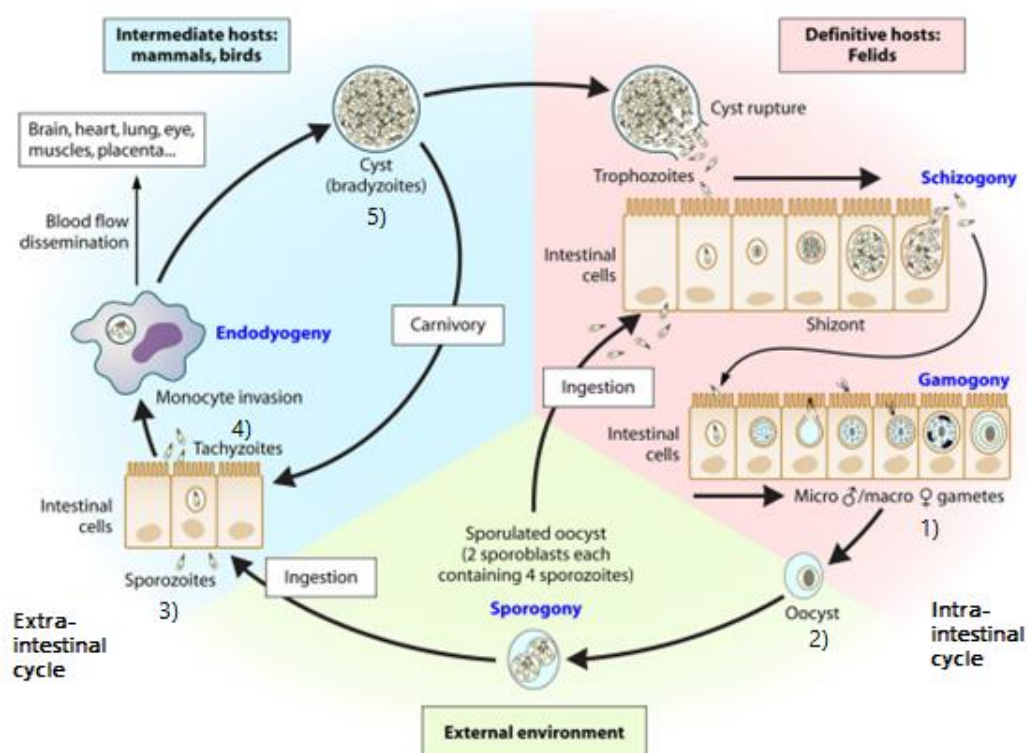 Intermediate hosts:
mammals, birds
Definitive hosts:
Felids
Brain, heart, lung, eye,
muscles, placenta...
Blood flow
dissemination
Cyst
(bradyzoites)
5)
Cyst rupture
Trophozoites
Schizogony
Intestinal
cells
Shizont
Endodyogeny
Carnivory
Ingestion
Monocyte invasion
4)
Tachyzoites
Gamogony
Intestinal
cells
Micro ♂/macro ♀ gametes
1)
Intestinal
cells
Sporozoites
3)
Ingestion
Sporulated oocyst
(2 sporoblasts each
containing 4 sporozoites)
Sporogony
Oocyst
2)
Extra-
intestinal
cycle
Intra-
intestinal
cycle
External environment